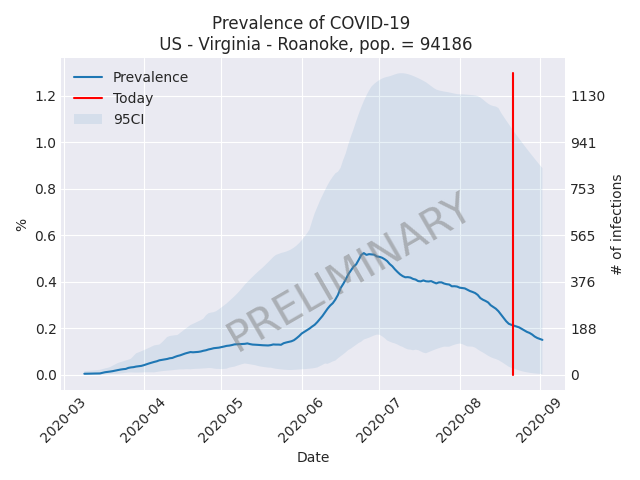 Prevalence of COVID-19
US - Virginia - Roanoke, pop. = 94186
Prevalence
Today
95CI
1.2
1.0
0.8
0.6
0.4
0.2
0.0
%
1130
941
753
565
376
188
0
# of infections
PRELIMINARY
2020-03
2020-04
2020-05
2020-06
2020-07
2020-08
2020-09
Date